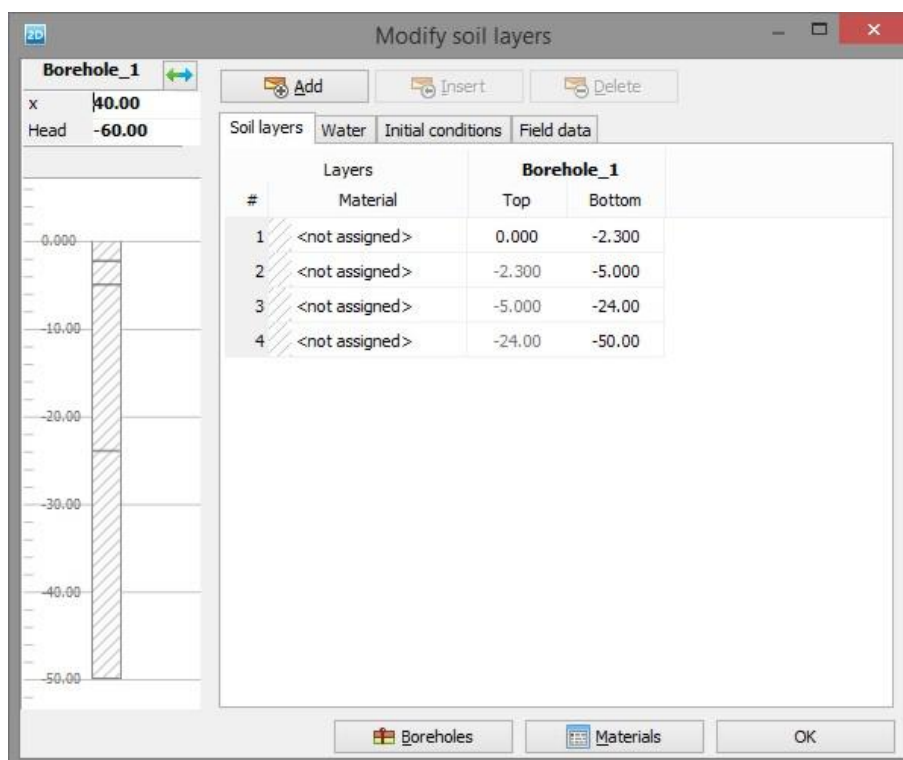 2D Modify soil layers
Borehole_1
x 40.00
Head -60.00
Add Insert Delete
Soil layers Water Initial conditions Field data
Layers Borehole_1
# Material Top Bottom
1 <not assigned> 0.000 -2.300
2 <not assigned> -2.300 -5.000
3 <not assigned> -5.000 -24.00
4 <not assigned> -24.00 -50.00
0.000
-10.00
-20.00
-30.00
-40.00
-50.00
Boreholes Materials OK